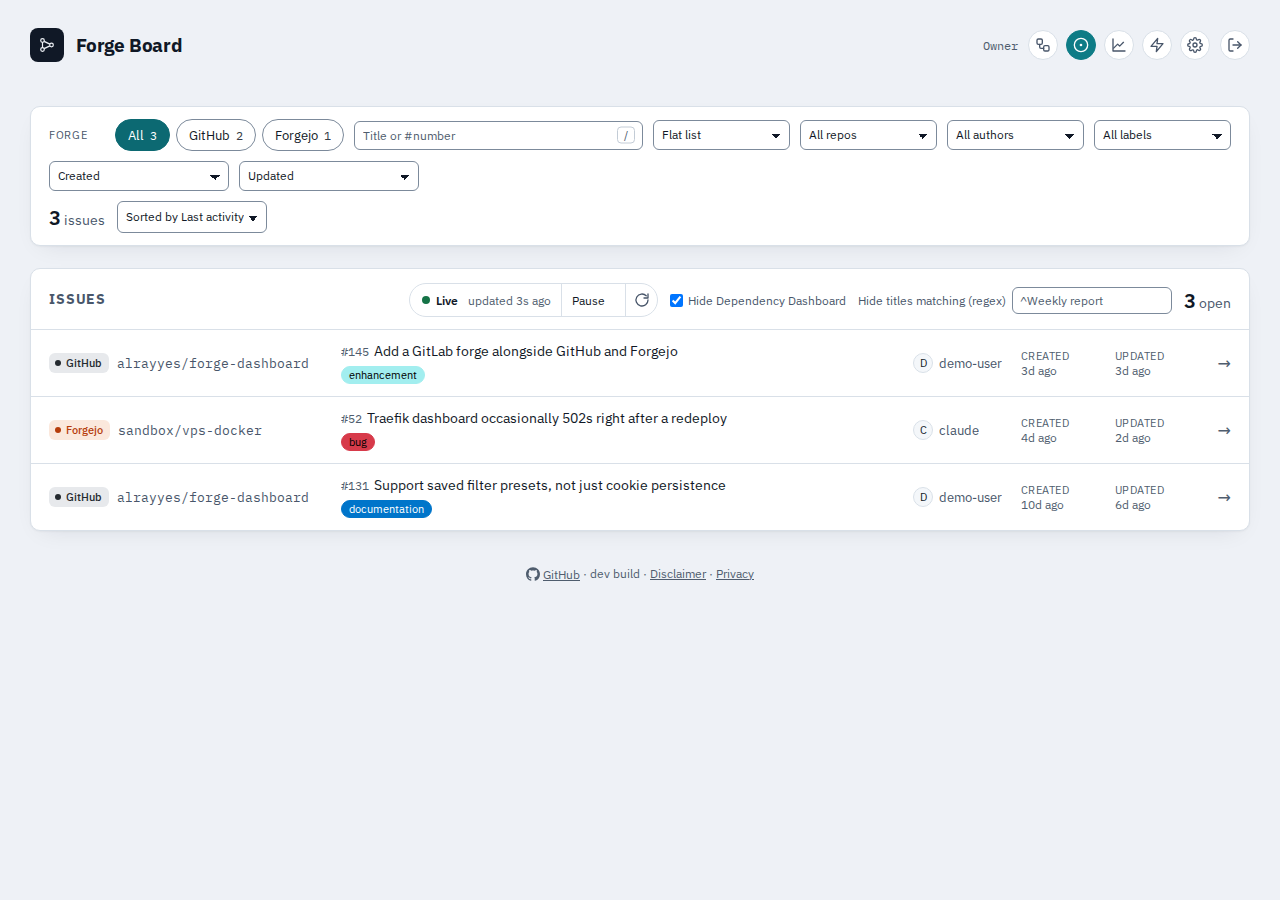 Forge Board
Owner
FORGE All 3 GitHub 2 Forgejo 1 Title or #number / Flat list All repos All authors All labels
Created Updated
3 issues Sorted by Last activity
ISSUES Live updated 3s ago Pause Hide Dependency Dashboard Hide titles matching (regex) ^Weekly report 3 open
GitHub alrayyes/forge-dashboard #145 Add a GitLab forge alongside GitHub and Forgejo D demo-user CREATED UPDATED →
enhancement 3d ago 3d ago
Forgejo sandbox/vps-docker #52 Traefik dashboard occasionally 502s right after a redeploy C claude CREATED UPDATED →
bug 4d ago 2d ago
GitHub alrayyes/forge-dashboard #131 Support saved filter presets, not just cookie persistence D demo-user CREATED UPDATED →
documentation 10d ago 6d ago
GitHub · dev build · Disclaimer · Privacy